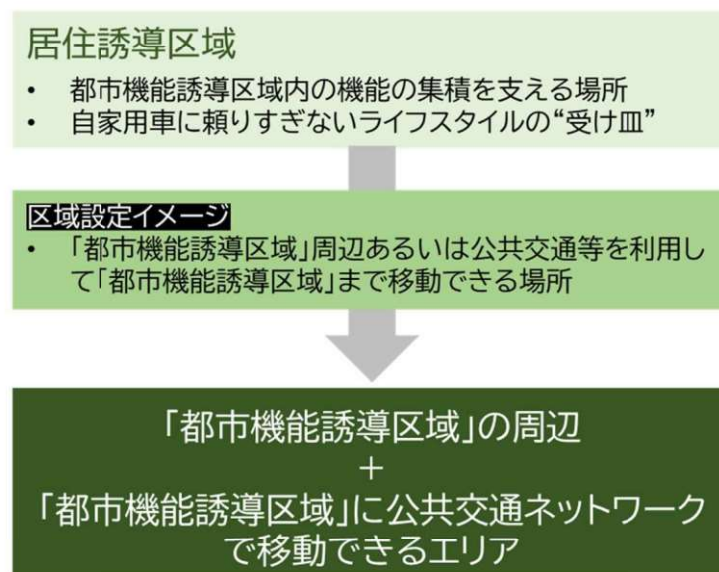 居住誘導区域
• 都市機能誘導区域内の機能の集積を支える場所
• 自家用車に頼りすぎないライフスタイルの“受け皿”
区域設定イメージ
• 「都市機能誘導区域」周辺あるいは公共交通等を利用し
て「都市機能誘導区域」まで移動できる場所
「都市機能誘導区域」の周辺
+
「都市機能誘導区域」に公共交通ネットワーク
で移動できるエリア